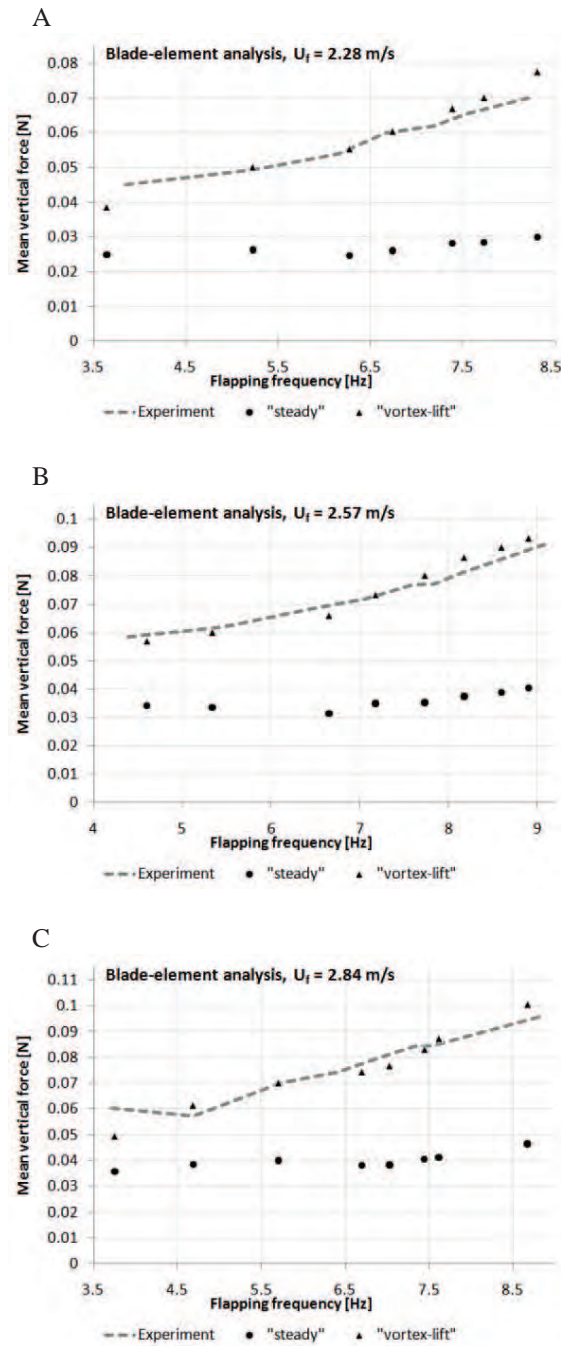 A
Blade-element analysis, Uf = 2.28 m/s
Mean vertical force [N]
0.08
0.07
0.06
0.05
0.04
0.03
0.02
0.01
0
3.5 4.5 5.5 6.5 7.5 8.5
Flapping frequency [Hz]
Experiment "steady" "vortex-lift"
B
Blade-element analysis, Uf = 2.57 m/s
Mean vertical force [N]
0.1
0.09
0.08
0.07
0.06
0.05
0.04
0.03
0.02
0.01
0
4 5 6 7 8 9
Flapping frequency [Hz]
Experiment "steady" "vortex-lift"
C
Blade-element analysis, Uf = 2.84 m/s
Mean vertical force [N]
0.11
0.1
0.09
0.08
0.07
0.06
0.05
0.04
0.03
0.02
0.01
0
3.5 4.5 5.5 6.5 7.5 8.5
Flapping frequency [Hz]
Experiment "steady" "vortex-lift"